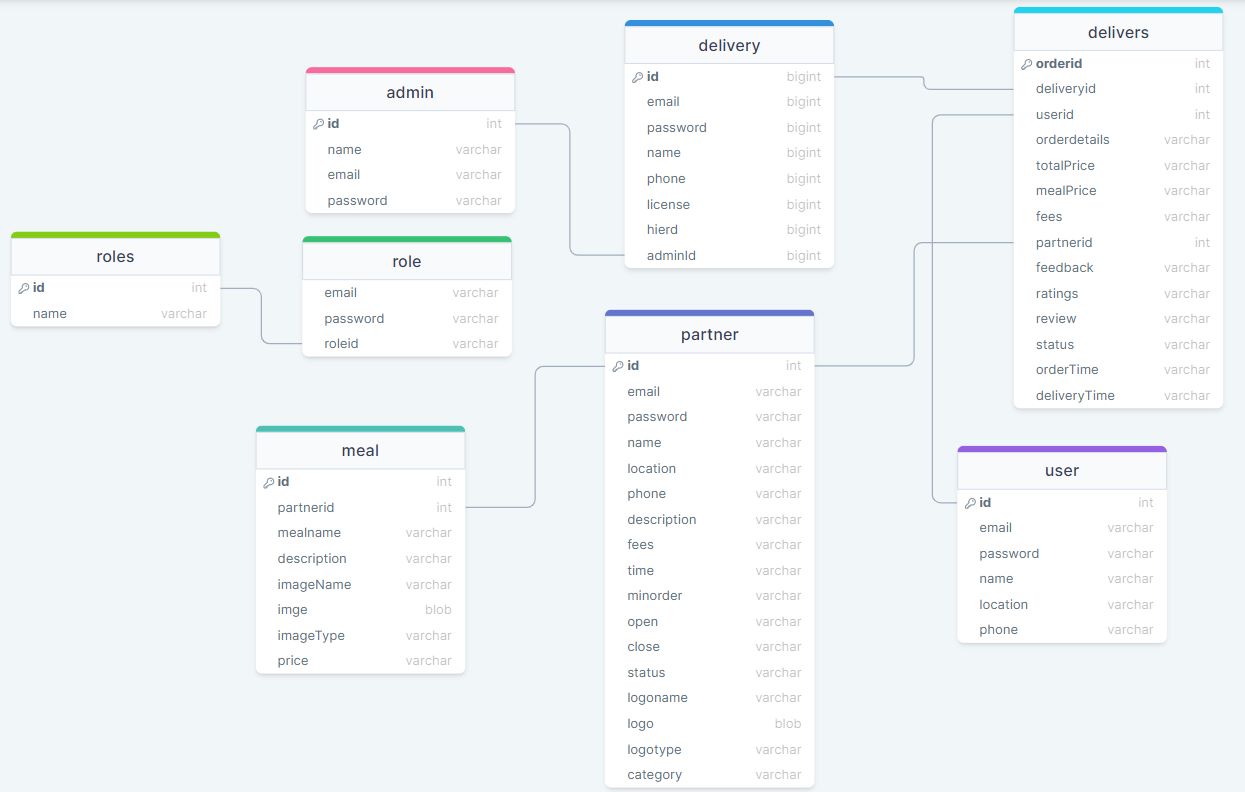 admin
id int
name varchar
email varchar
password varchar
delivery
id bigint
email bigint
password bigint
name bigint
phone bigint
license bigint
hierd bigint
adminId bigint
delivers
orderid int
deliveryid int
userid int
orderdetails varchar
totalPrice varchar
mealPrice varchar
fees varchar
partnerid int
feedback varchar
ratings varchar
review varchar
status varchar
orderTime varchar
deliveryTime varchar
roles
id int
name varchar
role
email varchar
password varchar
roleid varchar
partner
id int
email varchar
password varchar
name varchar
location varchar
phone varchar
description varchar
fees varchar
time varchar
minorder varchar
open varchar
close varchar
status varchar
logoname varchar
logo blob
logotype varchar
category varchar
meal
id int
partnerid int
mealname varchar
description varchar
imageName varchar
imge blob
imageType varchar
price varchar
user
id int
email varchar
password varchar
name varchar
location varchar
phone varchar